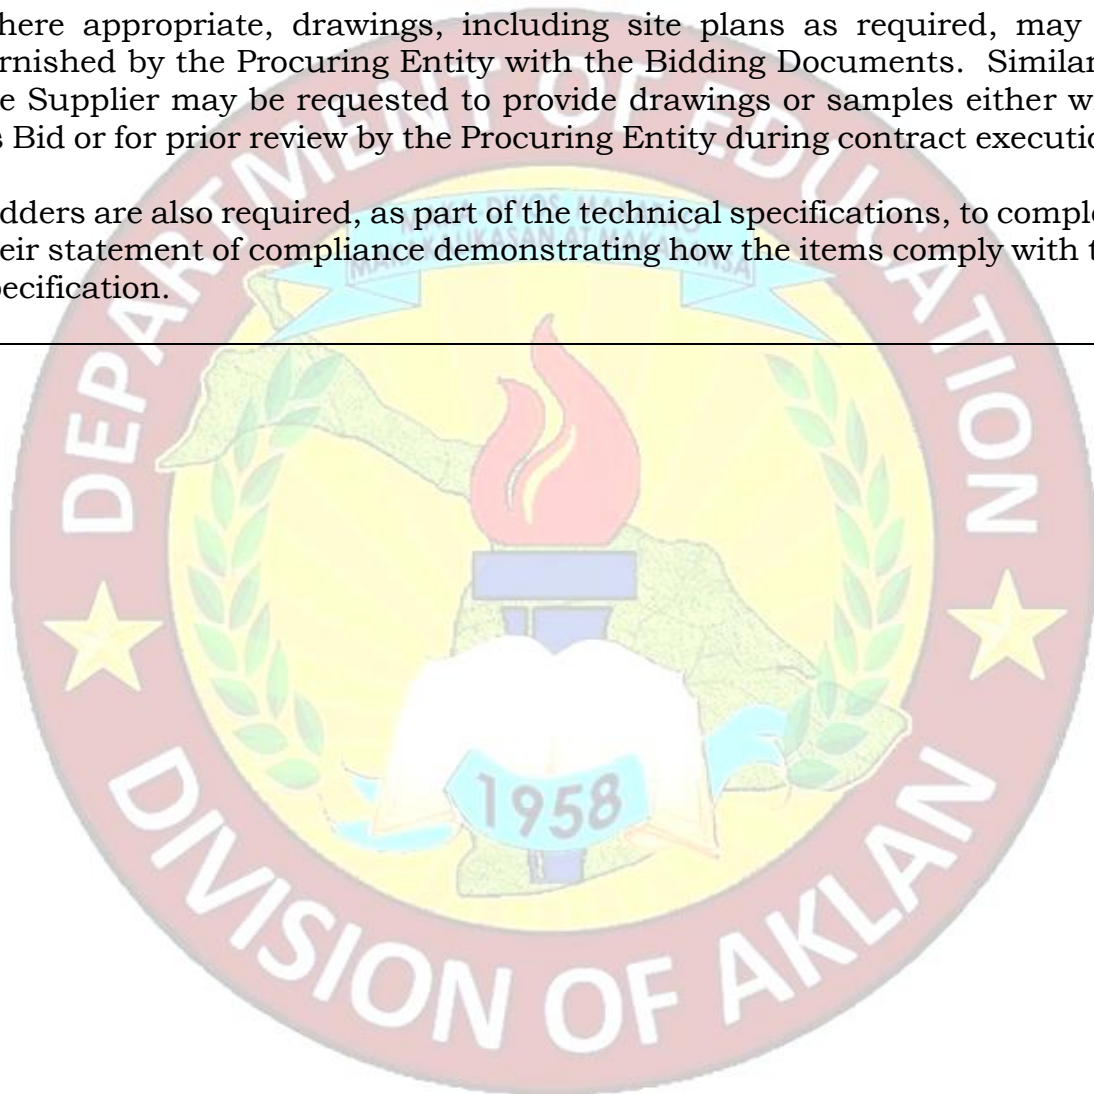 here appropriate, drawings, including site plans as required, may
rnished by the Procuring Entity with the Bidding Documents. Similar
e Supplier may be requested to provide drawings or samples either w
s Bid or for prior review by the Procuring Entity during contract executio
dders are also required, as part of the technical specifications, to comple
eir statement of compliance demonstrating how the items comply with t
pecification.
DEPARTMENT OF EDUCATION
1958
DIVISION OF AKLAN